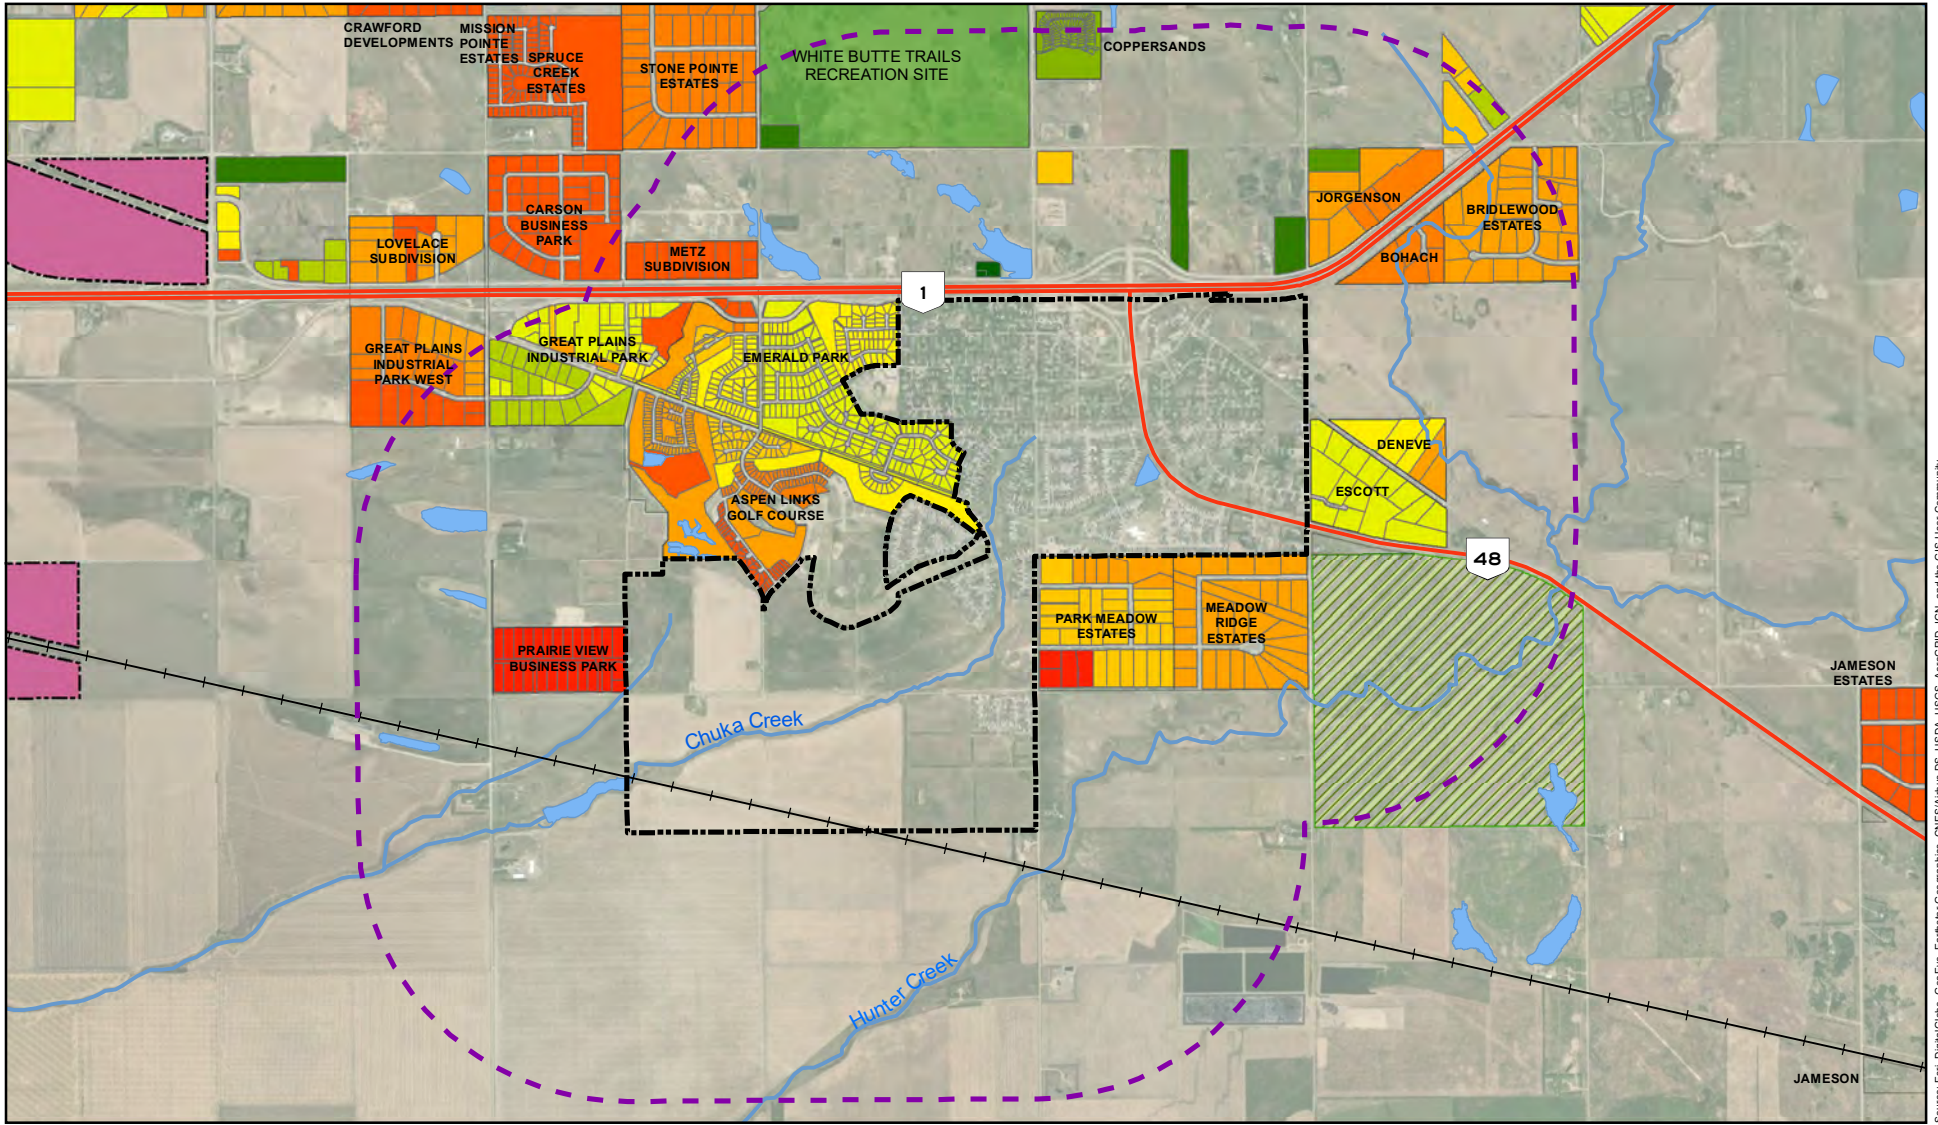 CRAWFORD
DEVELOPMENTS
MISSION
POINTE
ESTATES
SPRUCE
CREEK
ESTATES
STONE POINTE
ESTATES
WHITE BUTTE TRAILS
RECREATION SITE
COPPERSANDS
LOVELACE
SUBDIVISION
CARSON
BUSINESS
PARK
METZ
SUBDIVISION
JORGENSON
BRIDLEWOOD
ESTATES
BOHACH
1
GREAT PLAINS
INDUSTRIAL
PARK WEST
GREAT PLAINS
INDUSTRIAL PARK
EMERALD PARK
DENEVE
ESCOTT
ASPEN LINKS
GOLF COURSE
48
PARK MEADOW
ESTATES
MEADOW
RIDGE
ESTATES
PRAIRIE VIEW
BUSINESS PARK
JAMESON
ESTATES
Chuka Creek
Hunter Creek
JAMESON